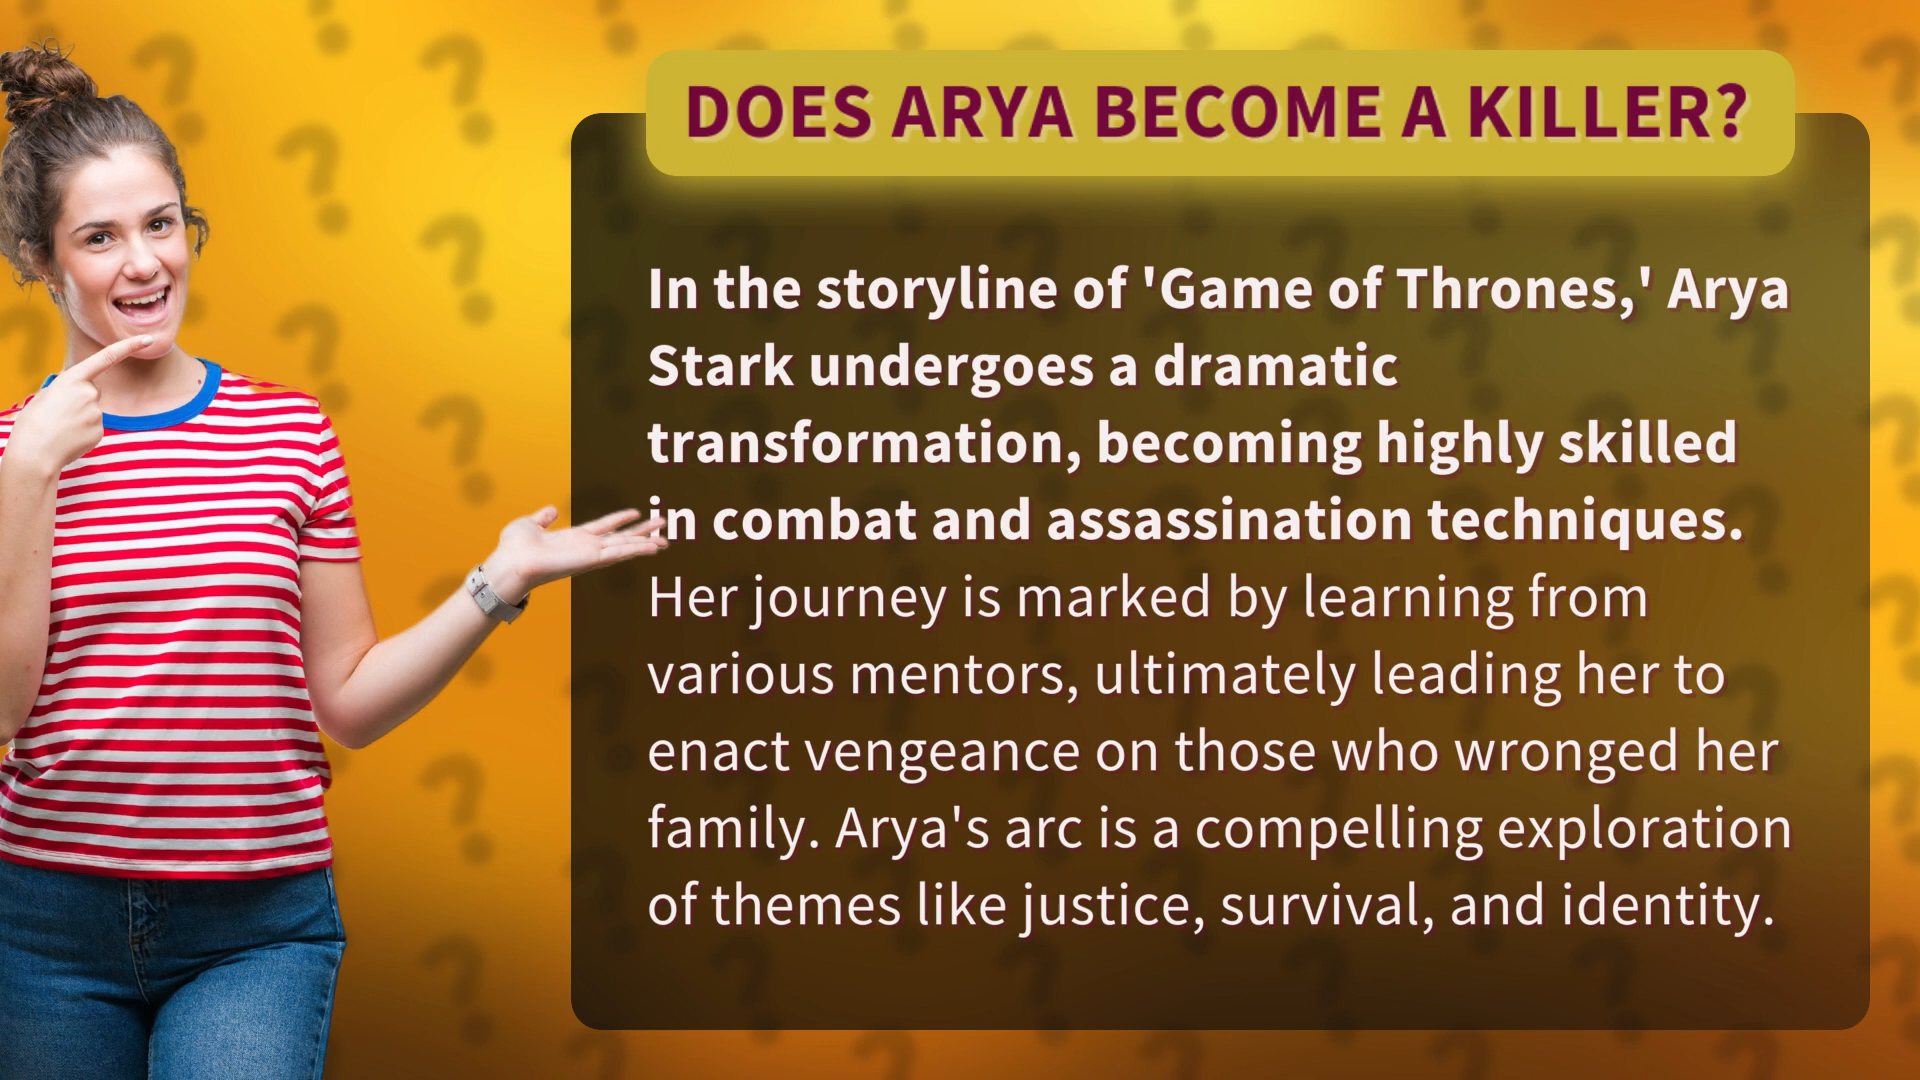 DOES ARYA BECOME A KILLER?
In the storyline of 'Game of Thrones,' Arya
Stark undergoes a dramatic
transformation, becoming highly skilled
in combat and assassination techniques.
Her journey is marked by learning from
various mentors, ultimately leading her to
enact vengeance on those who wronged her
family. Arya's arc is a compelling exploration
of themes like justice, survival, and identity.